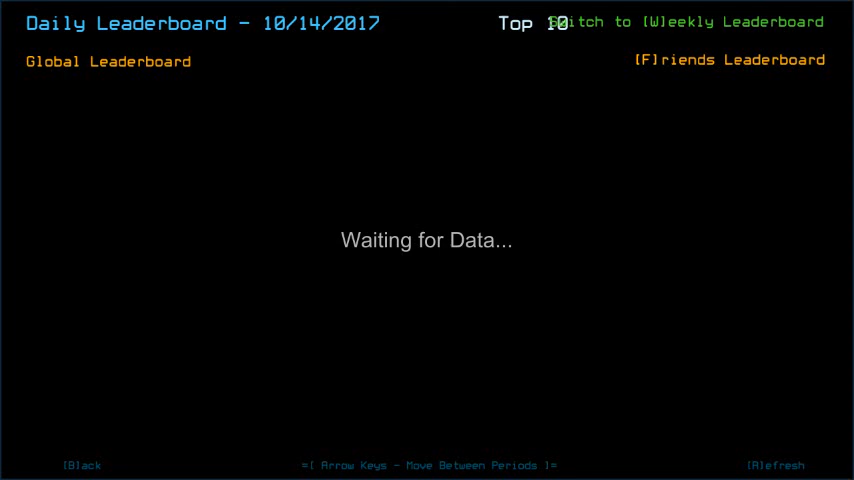 Daily Leaderboard - 10/14/2017
Top 10
Switch to [W]eekly Leaderboard
Global Leaderboard
[F]riends Leaderboard
Waiting for Data...
[B]ack
=[ Arrow Keys - Move Between Periods ]=
[R]efresh